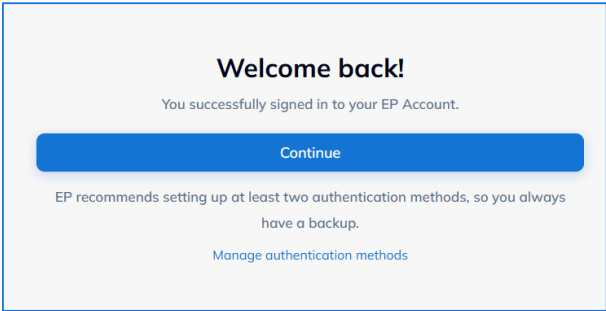 Welcome back!
You successfully signed in to your EP Account.
Continue
EP recommends setting up at least two authentication methods, so you always
have a backup.
Manage authentication methods